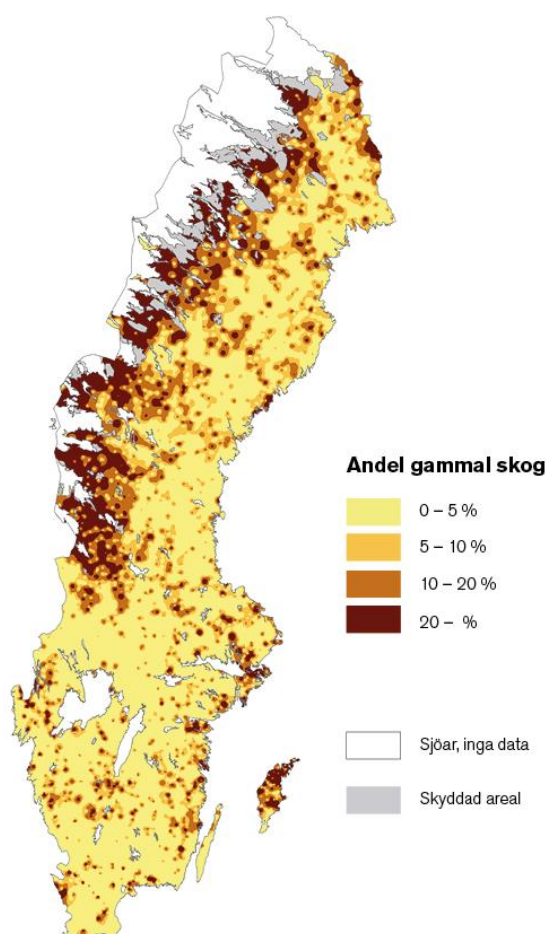 Andel gammal skog
0 – 5 %
5 – 10 %
10 – 20 %
20 – %
Sjöar, inga data
Skyddad areal